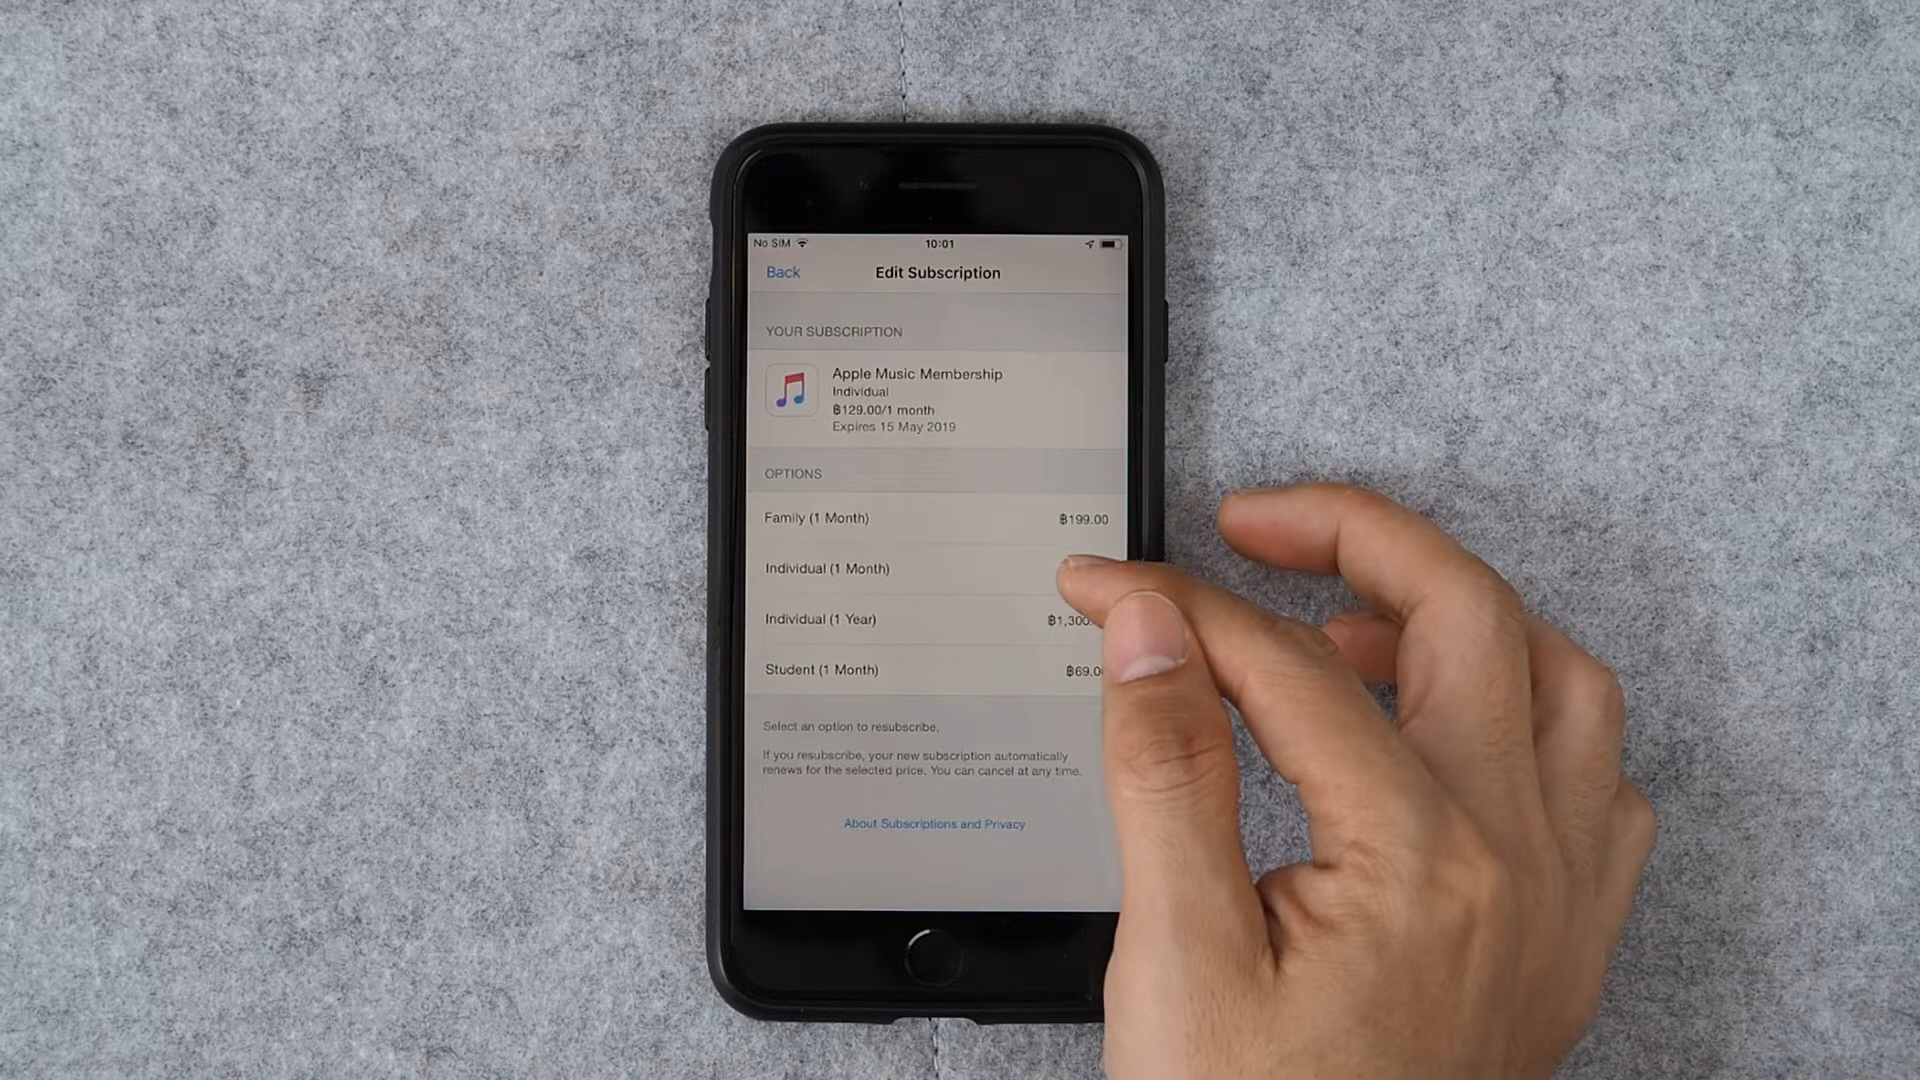 No SIM 10:01
Back Edit Subscription
YOUR SUBSCRIPTION
Apple Music Membership
Individual
฿129.00/1 month
Expires 15 May 2019
OPTIONS
Family (1 Month) ฿199.00
Individual (1 Month)
Individual (1 Year) ฿1,300.
Student (1 Month) ฿69.0
Select an option to resubscribe.
If you resubscribe, your new subscription automatically
renews for the selected price. You can cancel at any time.
About Subscriptions and Privacy